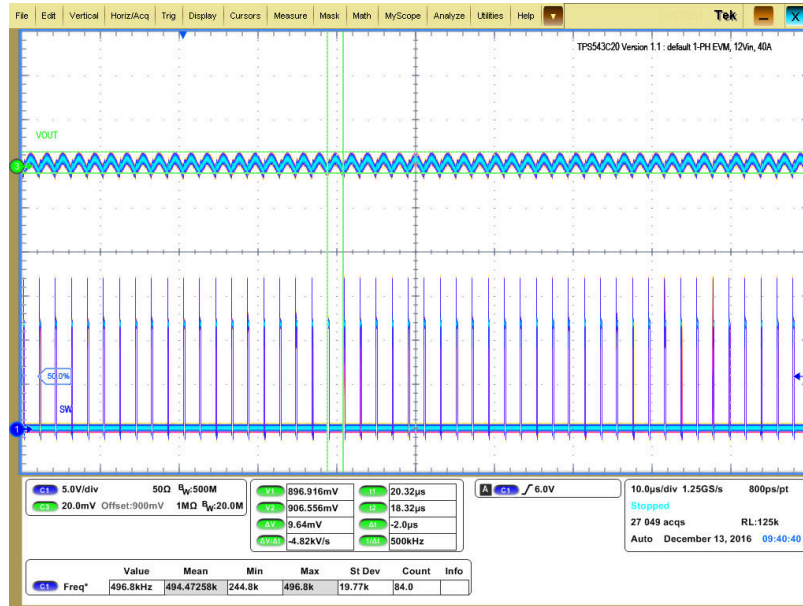 File Edit Vertical Horiz/Acq Trig Display Cursors Measure Mask Math MyScope Analyze Utilities Help Tek X
TPS543C20 Version 1.1 : default 1-PH EVM, 12Vin, 40A
VOUT
3
50.0%
SW
1
C1 5.0V/div 50Ω BW:500M
C3 20.0mV Offset:900mV 1MΩ BW:20.0M
V1 896.916mV t1 20.32µs
V2 906.556mV t2 18.32µs
ΔV 9.64mV Δt -2.0µs
ΔV/Δt -4.82kV/s 1/Δt 500kHz
A C1 6.0V
10.0µs/div 1.25GS/s 800ps/pt
Stopped
27 049 acqs RL:125k
Auto December 13, 2016 09:40:40
Value Mean Min Max St Dev Count Info
C1 Freq* 496.8kHz 494.47258k 244.8k 496.8k 19.77k 84.0